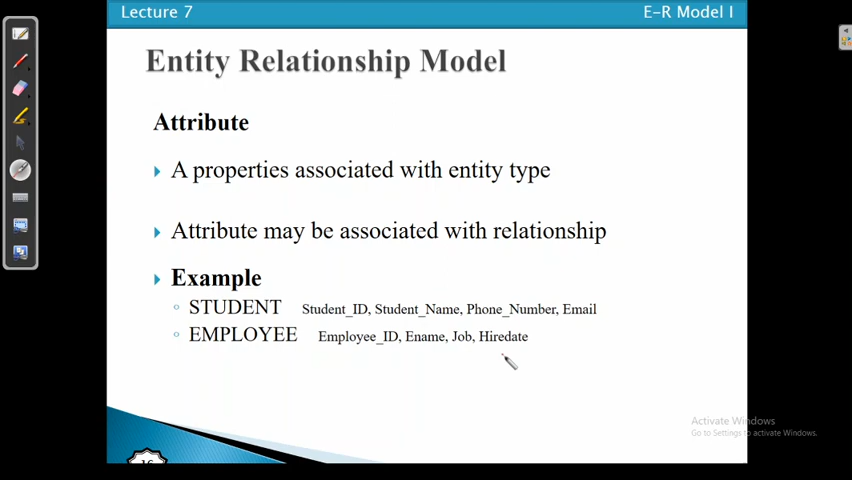 Lecture 7 E-R Model I
Entity Relationship Model
Attribute
A properties associated with entity type
Attribute may be associated with relationship
Example
STUDENT Student_ID, Student_Name, Phone_Number, Email
EMPLOYEE Employee_ID, Ename, Job, Hiredate
Activate Windows
Go to Settings to activate Windows.
16